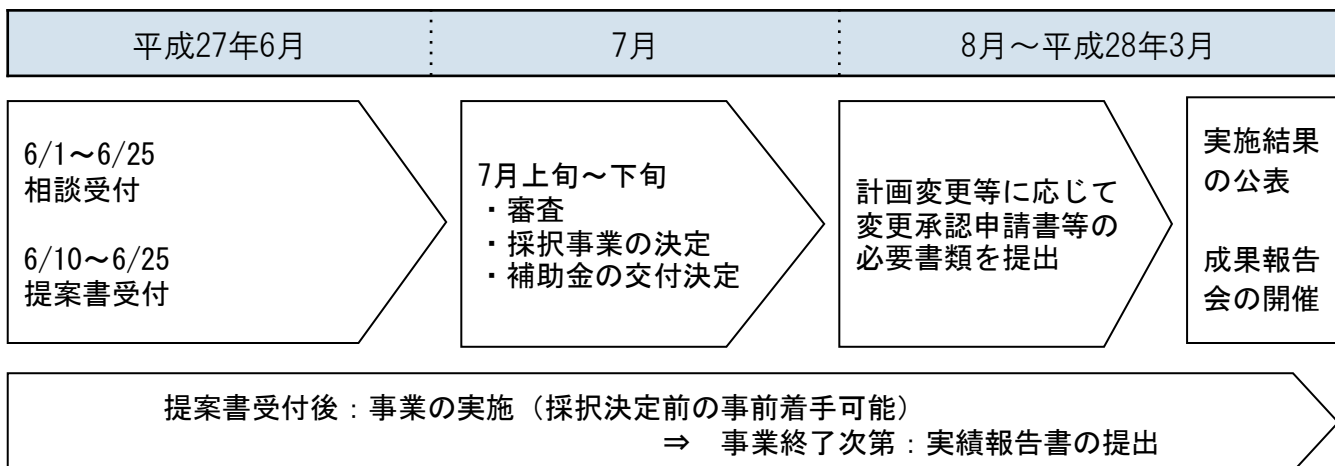 平成27年6月
7月
8月～平成28年3月
6/1～6/25
相談受付
6/10～6/25
提案書受付
7月上旬～下旬
・審査
・採択事業の決定
・補助金の交付決定
計画変更等に応じて
変更承認申請書等の
必要書類を提出
実施結果
の公表
成果報告
会の開催
提案書受付後：事業の実施（採択決定前の事前着手可能）
⇒　事業終了次第：実績報告書の提出